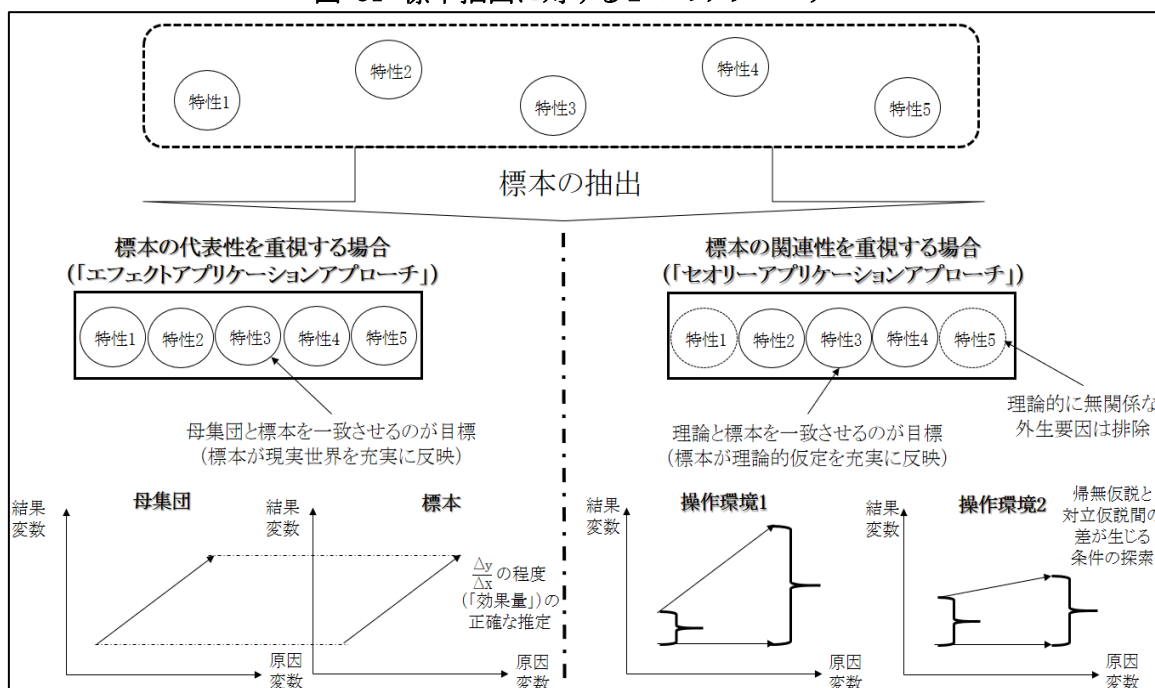 特性1
特性2
特性3
特性4
特性5
標本の抽出
標本の代表性を重視する場合
(「エフェクトアプリケーションアプローチ」)
特性1
特性2
特性3
特性4
特性5
母集団と標本を一致させるのが目標
(標本が現実世界を充実に反映)
母集団
標本
結果
変数
結果
変数
Δy
Δx
の程度
(「効果量」)の
正確な推定
原因
変数
原因
変数
標本の関連性を重視する場合
(「セオリーアプリケーションアプローチ」)
特性1
特性2
特性3
特性4
特性5
理論的に無関係な
外生要因は排除
理論と標本を一致させるのが目標
(標本が理論的仮定を充実に反映)
操作環境1
操作環境2
結果
変数
結果
変数
帰無仮説と
対立仮説間の
差が生じる
条件の探索
原因
変数
原因
変数